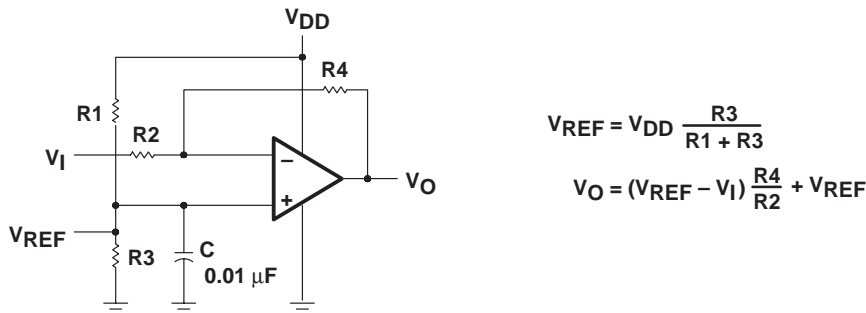 VDD
R4
R1
R2
VI
−
+
VO
VREF
R3
C
0.01 μF
VREF = VDD R3 / (R1 + R3)
VO = (VREF − VI) R4 / R2 + VREF